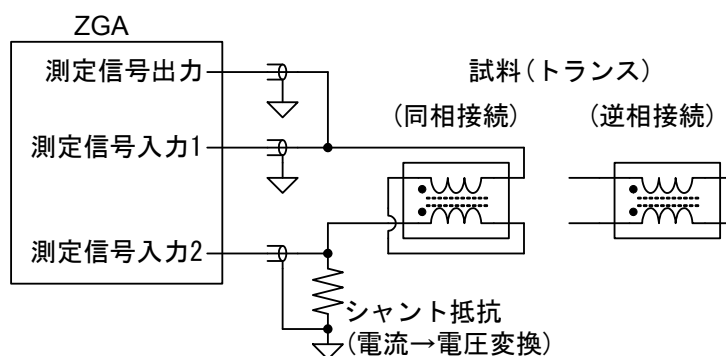 ZGA
測定信号出力
試料(トランス)
(同相接続)
(逆相接続)
測定信号入力1
測定信号入力2
シャント抵抗
(電流→電圧変換)